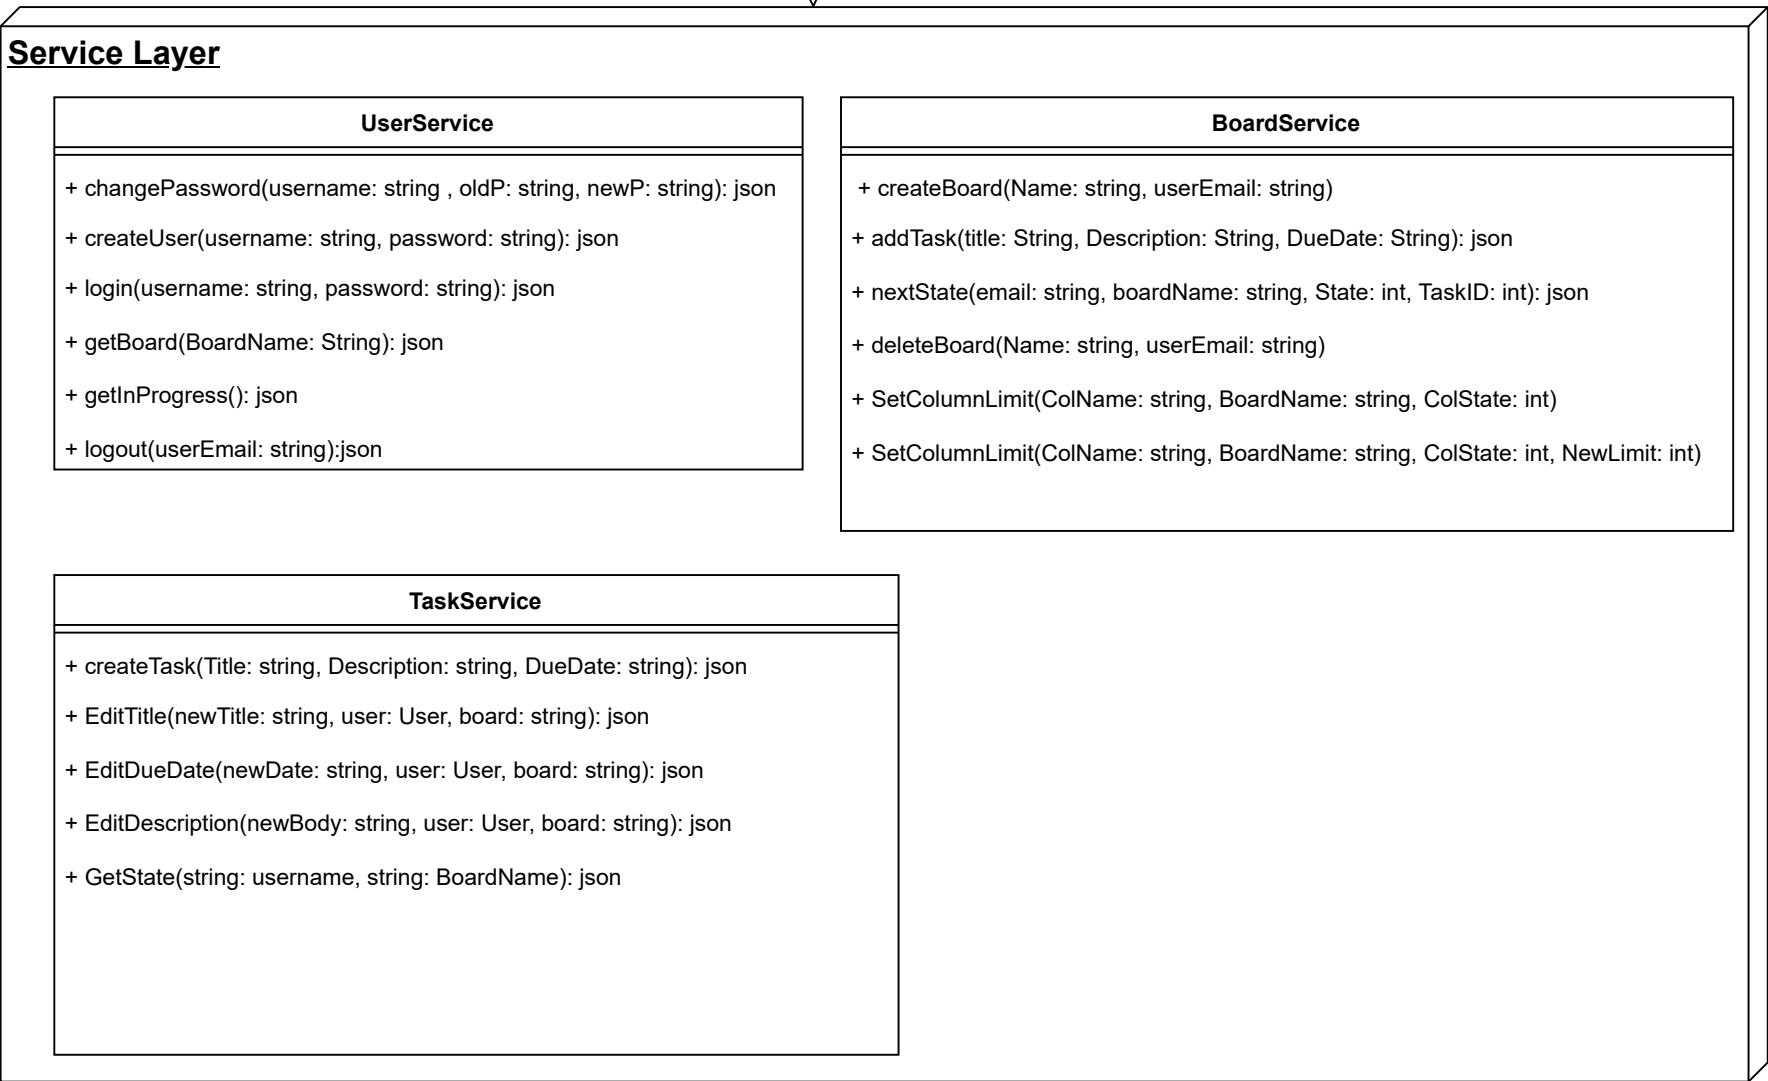 Service Layer
UserService
+ changePassword(username: string , oldP: string, newP: string): json
+ createUser(username: string, password: string): json
+ login(username: string, password: string): json
+ getBoard(BoardName: String): json
+ getInProgress(): json
+ logout(userEmail: string):json
BoardService
+ createBoard(Name: string, userEmail: string)
+ addTask(title: String, Description: String, DueDate: String): json
+ nextState(email: string, boardName: string, State: int, TaskID: int): json
+ deleteBoard(Name: string, userEmail: string)
+ SetColumnLimit(ColName: string, BoardName: string, ColState: int)
+ SetColumnLimit(ColName: string, BoardName: string, ColState: int, NewLimit: int)
TaskService
+ createTask(Title: string, Description: string, DueDate: string): json
+ EditTitle(newTitle: string, user: User, board: string): json
+ EditDueDate(newDate: string, user: User, board: string): json
+ EditDescription(newBody: string, user: User, board: string): json
+ GetState(string: username, string: BoardName): json